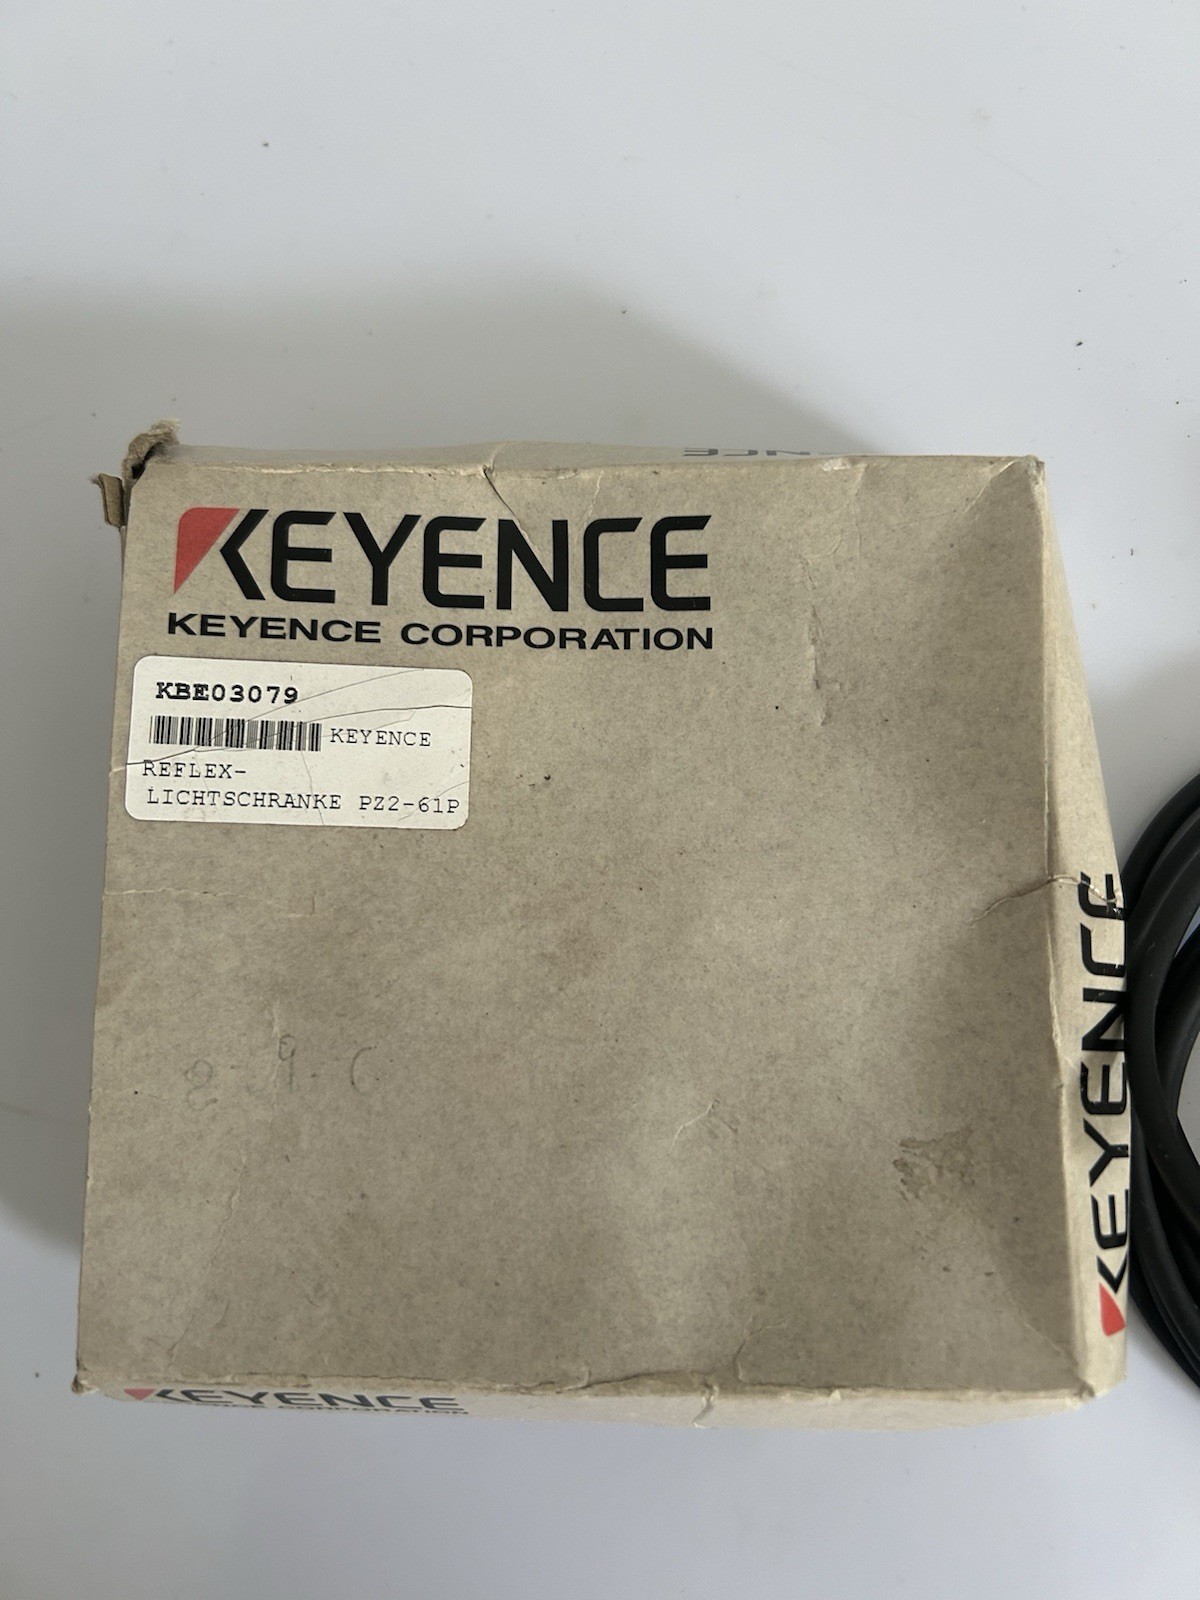 KEYENCE
KEYENCE CORPORATION
KBE03079
KEYENCE
REFLEX-
LICHTSCHRANKE PZ2-61P
KEYENCE
KEYENCE